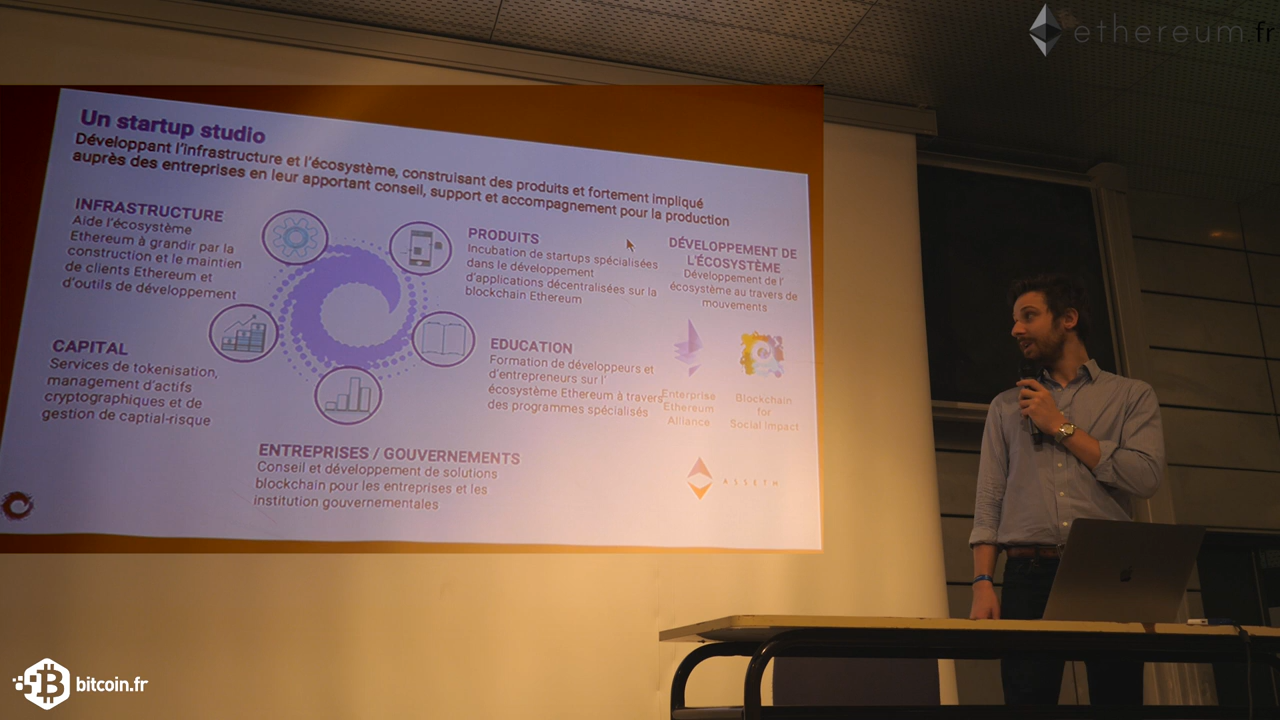 ethereum.fr
Un startup studio
Développant l'infrastructure et l'écosystème, construisant des produits et fortement impliqué
auprès des entreprises en leur apportant conseil, support et accompagnement pour la production
INFRASTRUCTURE
Aide l'écosystème
Ethereum à grandir par la
construction et le maintien
de clients Ethereum et
d'outils de développement
PRODUITS
Incubation de startups spécialisées
dans le développement
d'applications décentralisées sur la
blockchain Ethereum
DÉVELOPPEMENT DE
L'ÉCOSYSTÈME
Développement de l'
écosystème au travers de
mouvements
CAPITAL
Services de tokenisation,
management d'actifs
cryptographiques et de
gestion de captial-risque
EDUCATION
Formation de développeurs et
d'entrepreneurs sur l'
écosystème Ethereum à travers
des programmes spécialisés
Enterprise
Ethereum
Alliance
Blockchain
for
Social Impact
ENTREPRISES / GOUVERNEMENTS
Conseil et développement de solutions
blockchain pour les entreprises et les
institution gouvernementales
ASSETH
bitcoin.fr